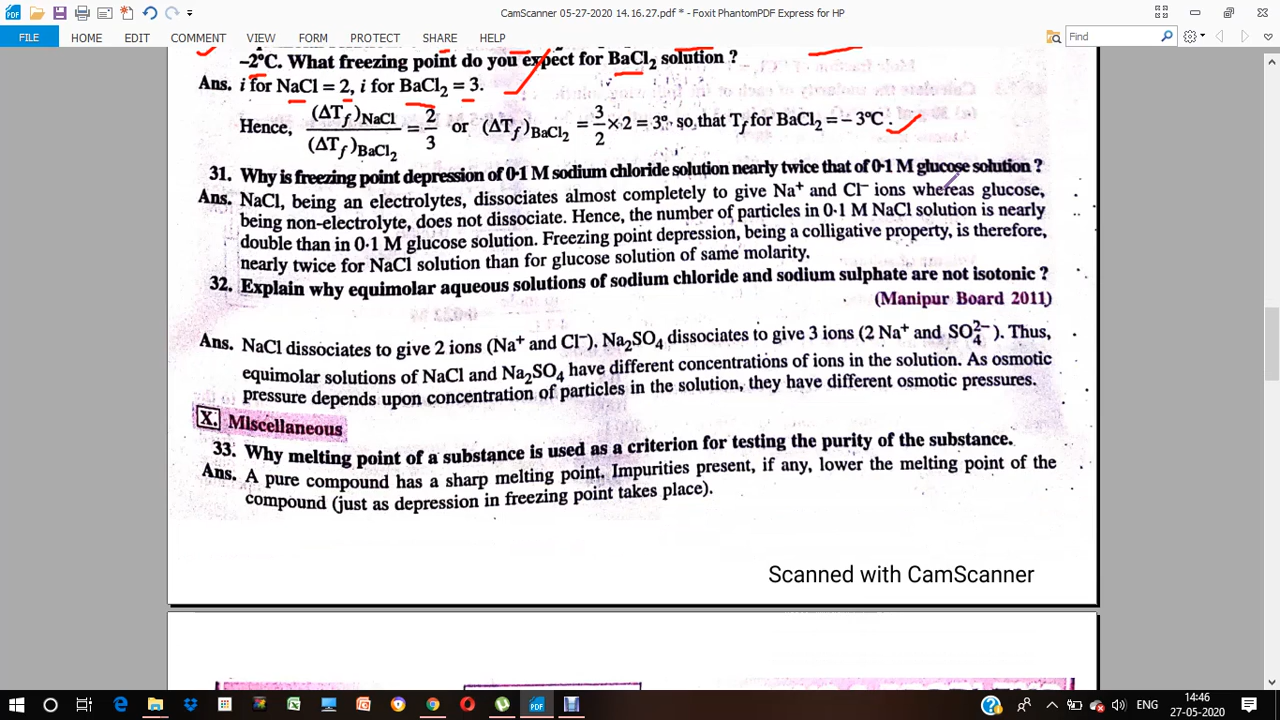 CamScanner 05-27-2020 14.16.27.pdf * - Foxit PhantomPDF Express for HP
FILE HOME COMMENT VIEW FORM PROTECT SHARE HELP
Find
–2°C. What freezing point do you expect for BaCl₂ solution ?
Ans. i for NaCl = 2, i for BaCl₂ = 3.
Hence, (ΔTf)NaCl / (ΔTf)BaCl₂ = 2/3 or (ΔTf)BaCl₂ = 3/2 × 2 = 3°, so that Tf for BaCl₂ = – 3°C .
31. Why is freezing point depression of 0·1 M sodium chloride solution nearly twice that of 0·1 M glucose solution ?
Ans. NaCl, being an electrolytes, dissociates almost completely to give Na⁺ and Cl⁻ ions whereas glucose,
being non-electrolyte, does not dissociate. Hence, the number of particles in 0·1 M NaCl solution is nearly
double than in 0·1 M glucose solution. Freezing point depression, being a colligative property, is therefore,
nearly twice for NaCl solution than for glucose solution of same molarity.
32. Explain why equimolar aqueous solutions of sodium chloride and sodium sulphate are not isotonic ?
(Manipur Board 2011)
Ans. NaCl dissociates to give 2 ions (Na⁺ and Cl⁻). Na₂SO₄ dissociates to give 3 ions (2 Na⁺ and SO₄²⁻). Thus,
equimolar solutions of NaCl and Na₂SO₄ have different concentrations of ions in the solution. As osmotic
pressure depends upon concentration of particles in the solution, they have different osmotic pressures.
X. Miscellaneous
33. Why melting point of a substance is used as a criterion for testing the purity of the substance.
Ans. A pure compound has a sharp melting point. Impurities present, if any, lower the melting point of the
compound (just as depression in freezing point takes place).
Scanned with CamScanner
ENG
14:46
27-05-2020